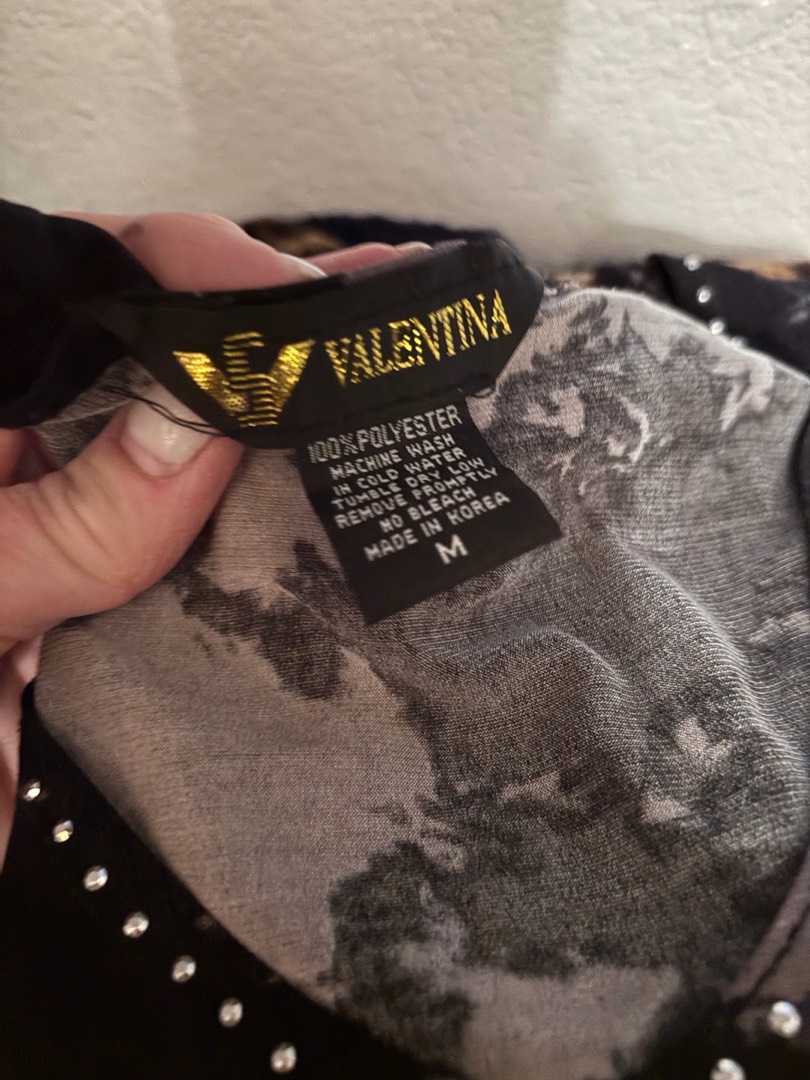 VALENTINA
100%POLYESTER
MACHINE WASH
IN COLD WATER
TUMBLE DRY LOW
REMOVE PROMPTLY
NO BLEACH
MADE IN KOREA
M